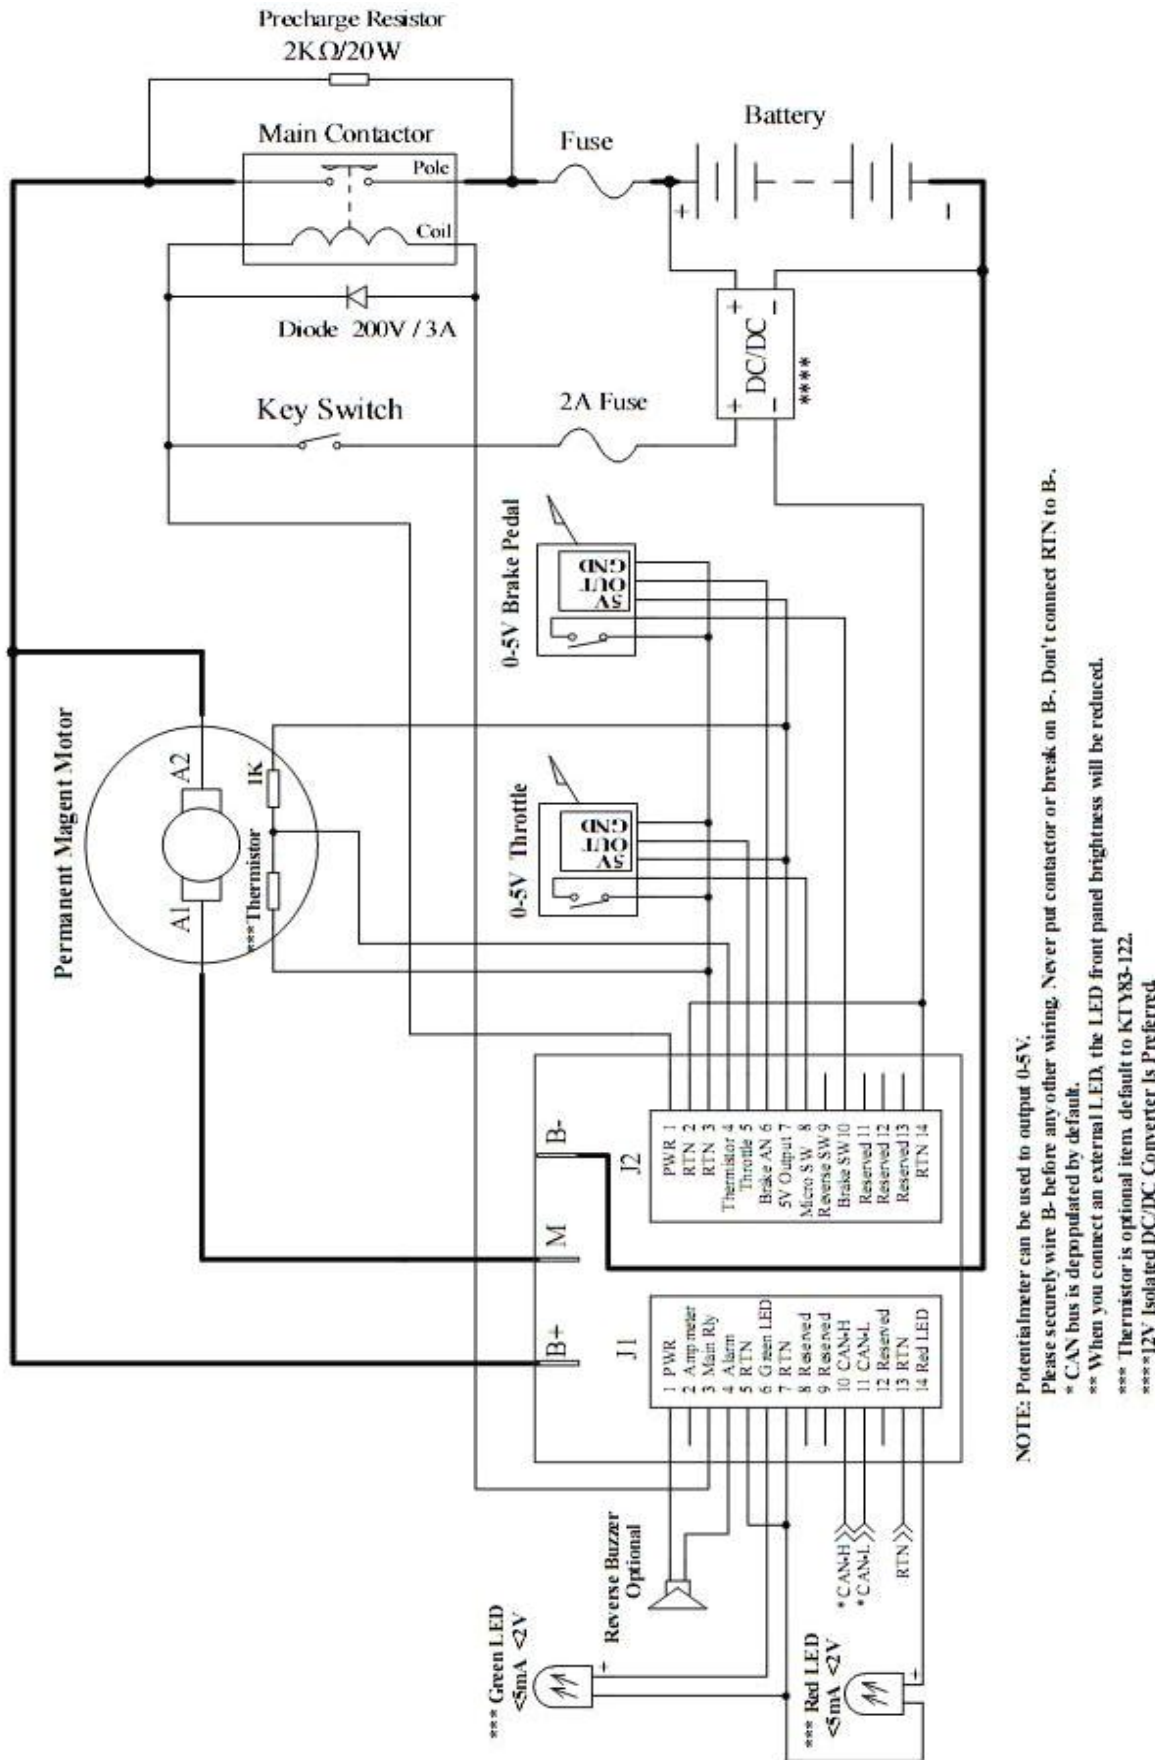 Precharge Resistor
2KΩ/20W
Main Contactor
Pole
Coil
Fuse
Battery
+
-
Diode 200V / 3A
DC/DC
+
-
+
-
****
Key Switch
2A Fuse
Permanent Magent Motor
A1
A2
1K
***Thermistor
0-5V Brake Pedal
GND
OUT
5V
0-5V Throttle
GND
OUT
5V
B+
M
B-
J2
PWR 1
RTN 2
RTN 3
Thermistor 4
Throttle 5
Brake AN 6
5V Output 7
Micro SW 8
Reverse SW 9
Brake SW 10
Reserved 11
Reserved 12
Reserved 13
RTN 14
J1
1 PWR
2 Amp meter
3 Main Rly
4 Alarm
5 RTN
6 Green LED
7 RTN
8 Reserved
9 Reserved
10 CAN-H
11 CAN-L
12 Reserved
13 RTN
14 Red LED
Reverse Buzzer
Optional
*** Green LED
<5mA <2V
+
*CAN-H
*CAN-L
RTN
*** Red LED
<5mA <2V
+
NOTE: Potentialmeter can be used to output 0-5V.
Please securely wire B- before any other wiring. Never put contactor or break on B-. Don't connect RTN to B-.
* CAN bus is depopulated by default.
** When you connect an external LED, the LED front panel brightness will be reduced.
*** Thermistor is optional item. default to KTY83-122.
****12V Isolated DC/DC Converter Is Preferred.